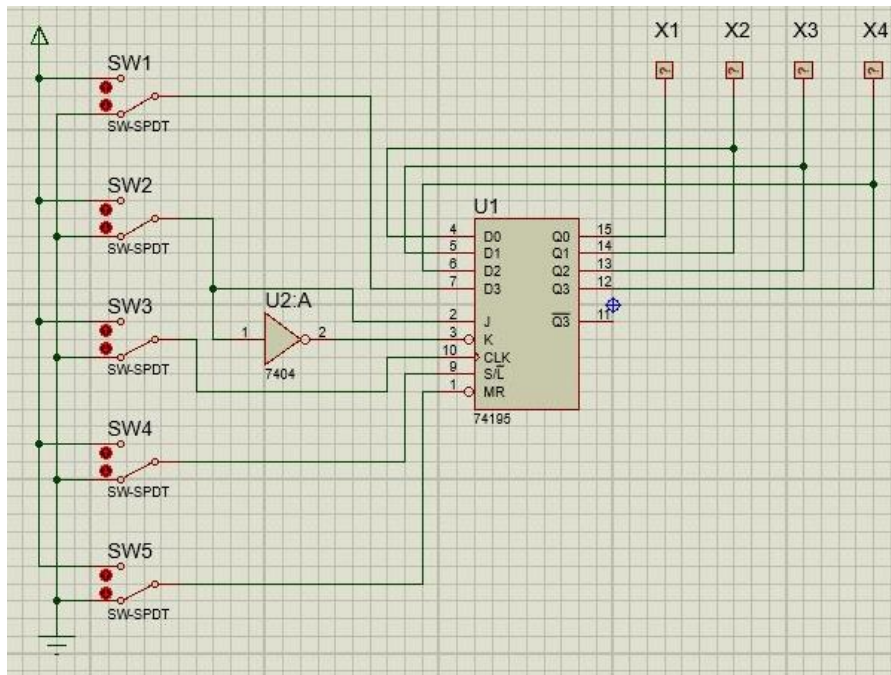 X1 X2 X3 X4
? ? ? ?
SW1
SW-SPDT
SW2
SW-SPDT
SW3
SW-SPDT
SW4
SW-SPDT
SW5
SW-SPDT
U2:A
1 2
7404
U1
4 D0 Q0 15
5 D1 Q1 14
6 D2 Q2 13
7 D3 Q3 12
2 J Q3 11
3 K
10 CLK
9 S/L
1 MR
74195